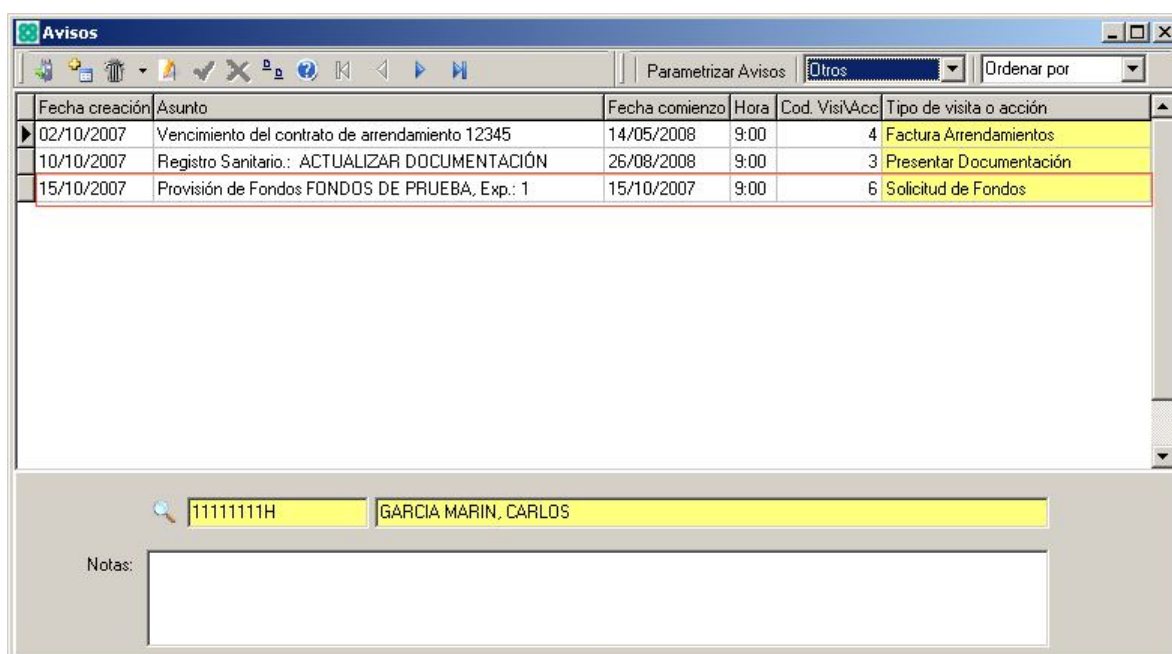 Avisos
Parametrizar Avisos Otros Ordenar por
Fecha creación Asunto Fecha comienzo Hora Cod. Visi\Acc Tipo de visita o acción
02/10/2007 Vencimiento del contrato de arrendamiento 12345 14/05/2008 9:00 4 Factura Arrendamientos
10/10/2007 Registro Sanitario.: ACTUALIZAR DOCUMENTACIÓN 26/08/2008 9:00 3 Presentar Documentación
15/10/2007 Provisión de Fondos FONDOS DE PRUEBA, Exp.: 1 15/10/2007 9:00 6 Solicitud de Fondos
11111111H GARCIA MARIN, CARLOS
Notas: